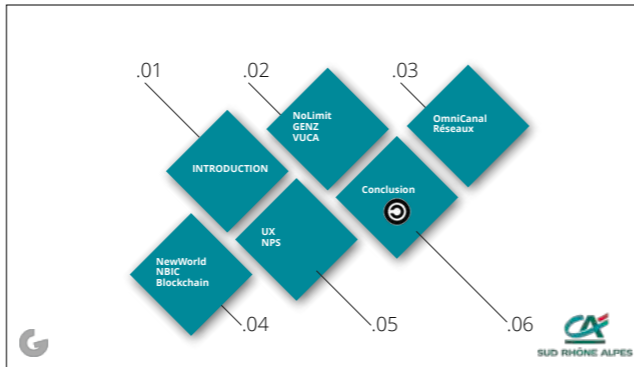 .01
INTRODUCTION
.02
NoLimit
GENZ
VUCA
.03
OmniCanal
Réseaux
NewWorld
NBIC
Blockchain
.04
UX
NPS
.05
Conclusion
.06
CA
SUD RHÔNE ALPES
G